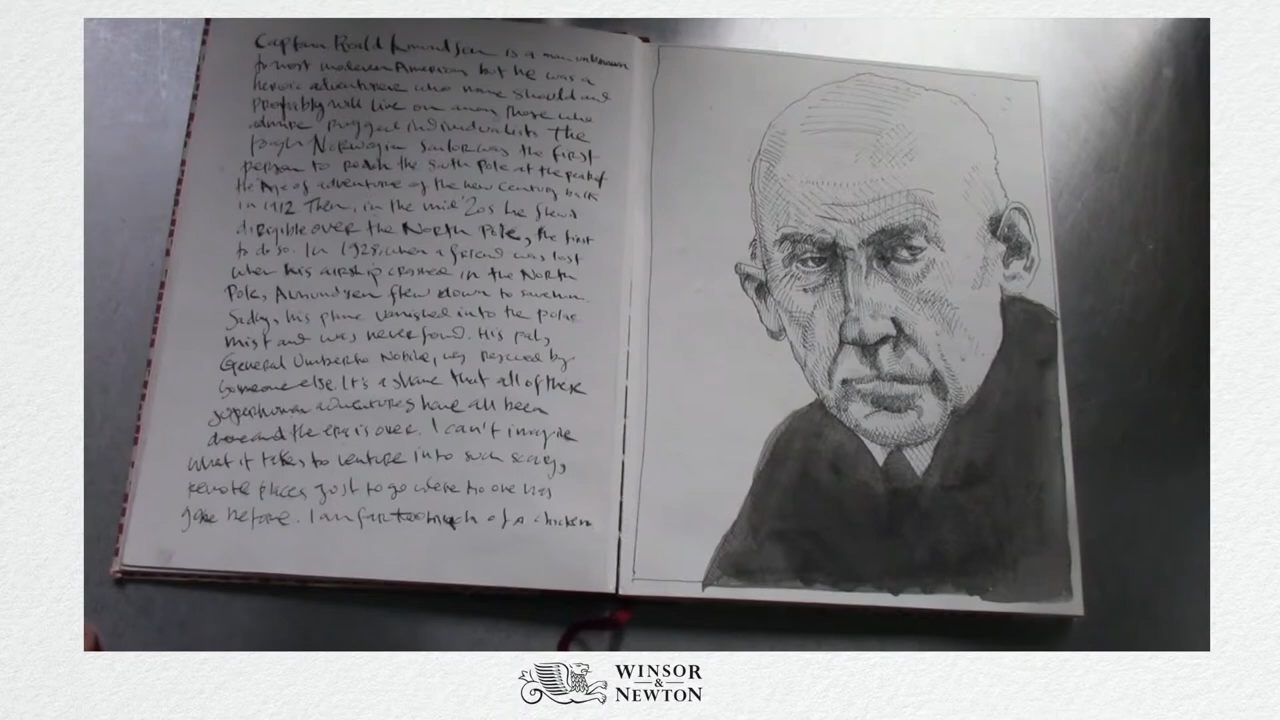 Captain Roald Amundsen is a man unknown
to most modern Americans but he was a
heroic adventurer who name should and
probably will live on among those who
admire rugged individualists. The
tough Norwegian sailor was the first
person to reach the south Pole at the peak of
the Age of adventure of the new century back
in 1912. Then, in the mid '20s he flew a
dirigible over the North Pole, the first
to do so. In 1928, when a friend was lost
when his airship crashed in the North
Pole, Amundsen flew down to save him.
Sadly, his plane vanished into the polar
mist and was never found. His pal,
General Umberto Nobile, was rescued by
someone else. It's a shame that all of these
superhuman adventures have all been
done and the era is over. I can't imagine
what it takes to venture into such scary,
remote places just to go where no one has
gone before. I am far too much of a chicken
WINSOR
&
NEWTON